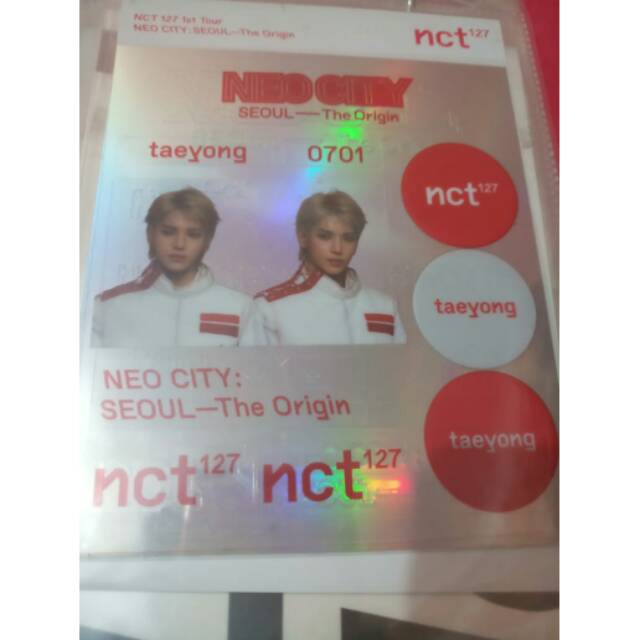 NCT 127 1st Tour
NEO CITY : SEOUL—The Origin
nct127
NEO CITY
SEOUL — The Origin
taeyong
0701
nct127
taeyong
taeyong
NEO CITY:
SEOUL—The Origin
nct127
nct127